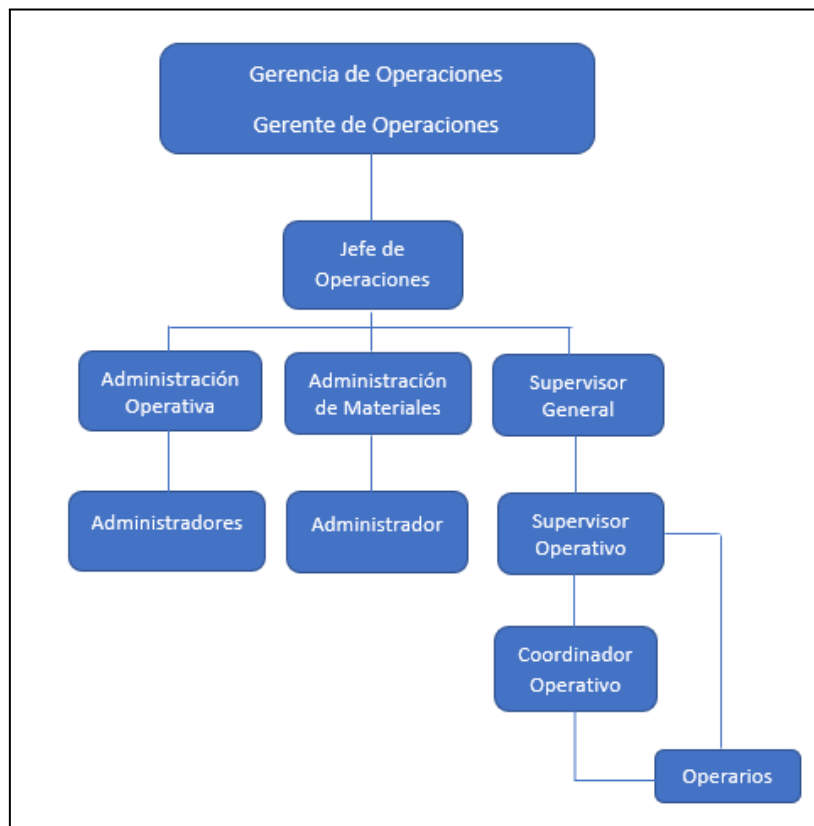 Gerencia de Operaciones
Gerente de Operaciones
Jefe de
Operaciones
Administración
Operativa
Administración
de Materiales
Supervisor
General
Administradores
Administrador
Supervisor
Operativo
Coordinador
Operativo
Operarios